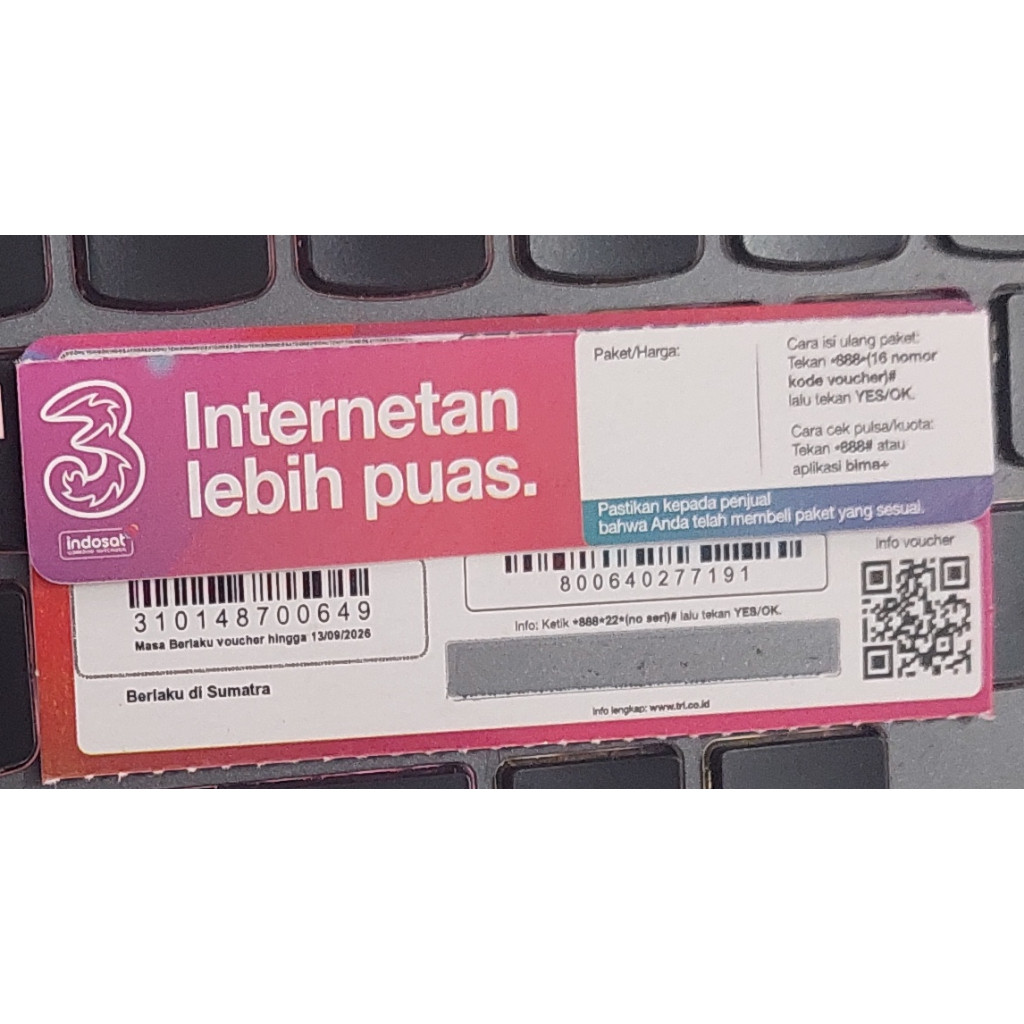 3
indosat
OOREDOO HUTCHISON
Internetan
lebih puas.
Paket/Harga:
Cara isi ulang paket:
Tekan *888*(16 nomor
kode voucher)#
lalu tekan YES/OK.
Cara cek pulsa/kuota:
Tekan *888# atau
aplikasi bima+
Pastikan kepada penjual
bahwa Anda telah membeli paket yang sesuai.
310148700649
Masa Berlaku voucher hingga 13/09/2026
Berlaku di Sumatra
800640277191
Info: Ketik *888*22*(no seri)# lalu tekan YES/OK.
Info lengkap: www.tri.co.id
Info voucher